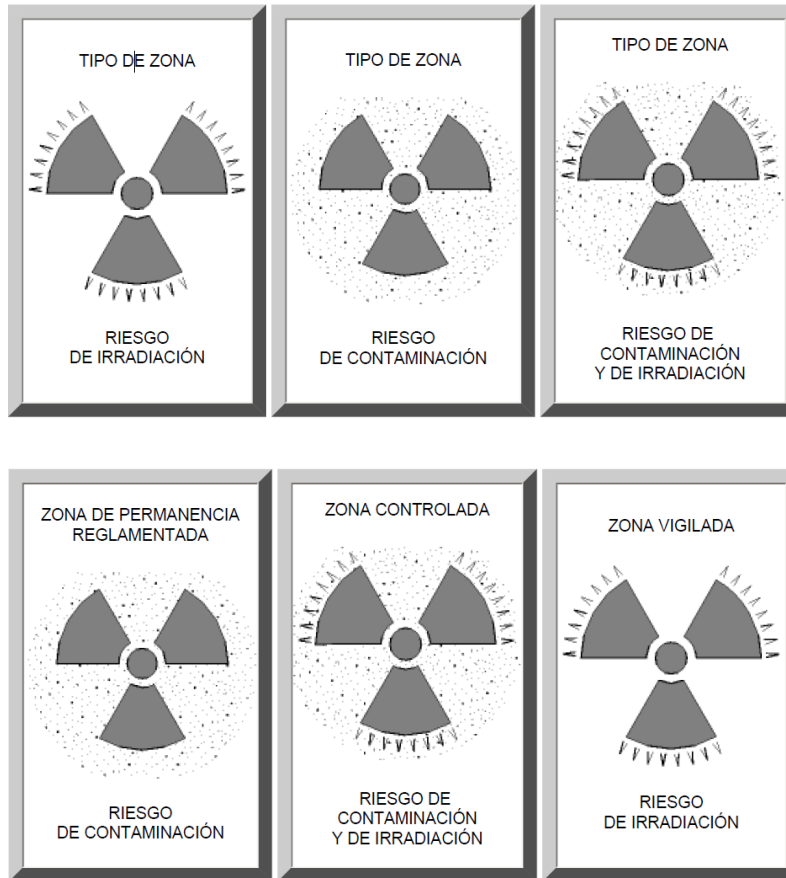 TIPO DE ZONA
RIESGO
DE IRRADIACIÓN
TIPO DE ZONA
RIESGO
DE CONTAMINACIÓN
TIPO DE ZONA
RIESGO DE
CONTAMINACIÓN
Y DE IRRADIACIÓN
ZONA DE PERMANENCIA
REGLAMENTADA
RIESGO
DE CONTAMINACIÓN
ZONA CONTROLADA
RIESGO DE
CONTAMINACIÓN
Y DE IRRADIACIÓN
ZONA VIGILADA
RIESGO
DE IRRADIACIÓN